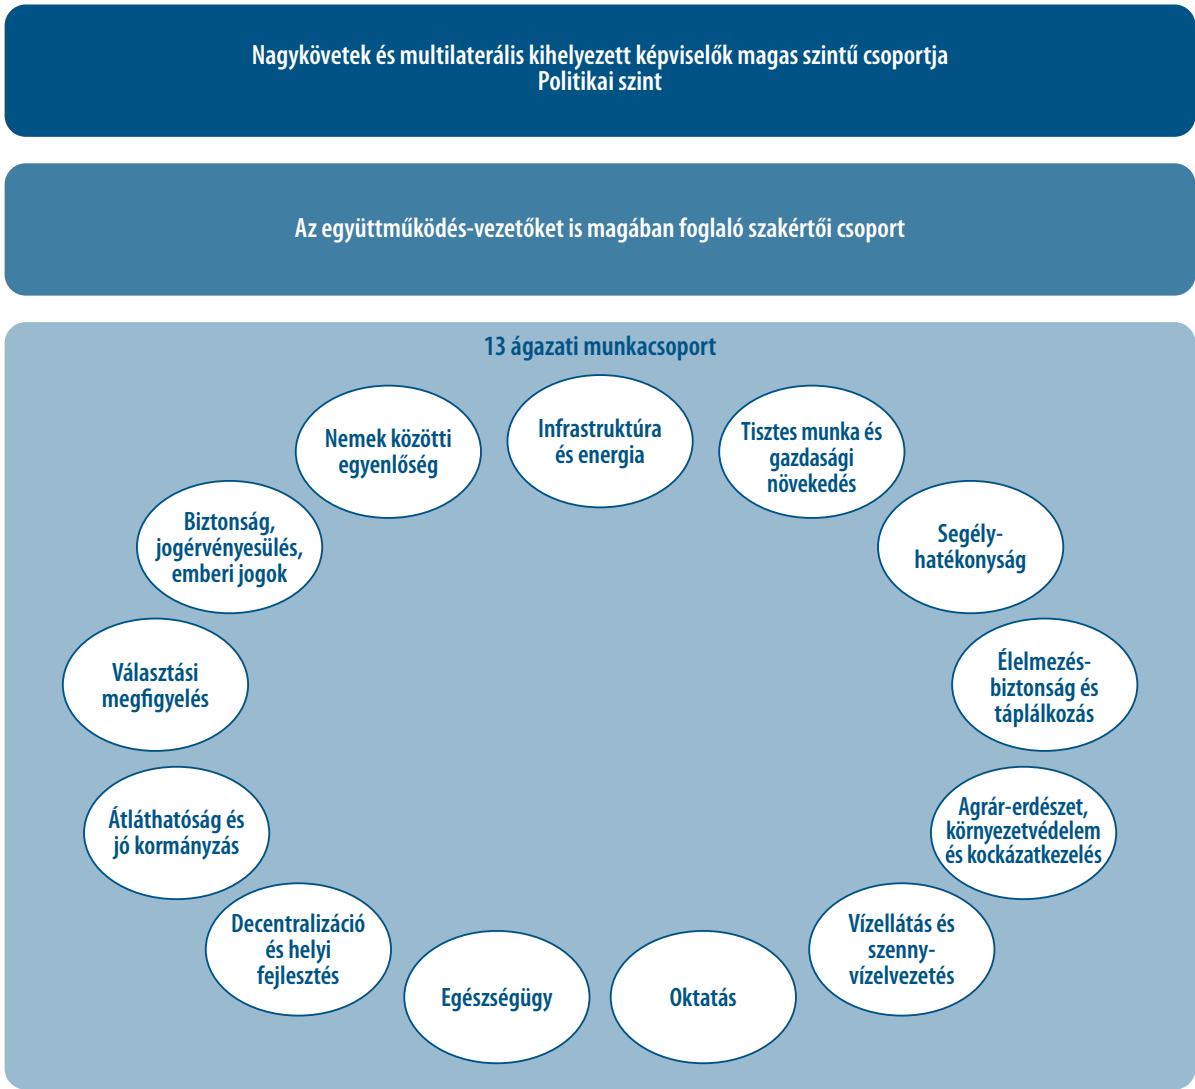 Nagykövetek és multilaterális kihelyezett képviselők magas szintű csoportja
Politikai szint
Az együttműködés-vezetőket is magában foglaló szakértői csoport
13 ágazati munkacsoport
Infrastruktúra
és energia
Tisztes munka és
gazdasági
növekedés
Segély-
hatékonyság
Élelmezés-
biztonság és
táplálkozás
Agrár-erdészet,
környezetvédelem
és kockázatkezelés
Vízellátás és
szenny-
vízelvezetés
Oktatás
Egészségügy
Decentralizáció
és helyi
fejlesztés
Átláthatóság és
jó kormányzás
Választási
megfigyelés
Biztonság,
jogérvényesülés,
emberi jogok
Nemek közötti
egyenlőség